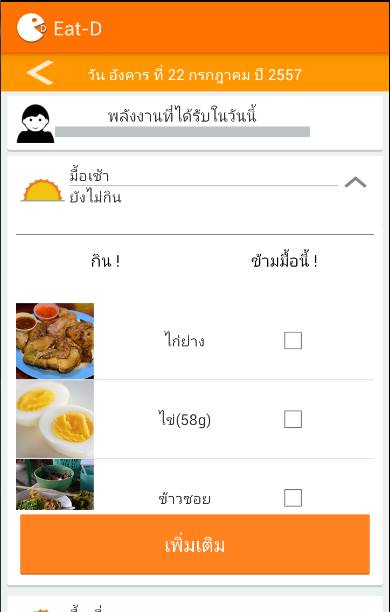 Eat-D
วัน อังคาร ที่ 22 กรกฎาคม ปี 2557
พลังงานที่ได้รับในวันนี้
มื้อเช้า
ยังไม่กิน
กิน !
ข้ามมื้อนี้ !
ไก่ย่าง
ไข่(58g)
ข้าวซอย
เพิ่มเติม